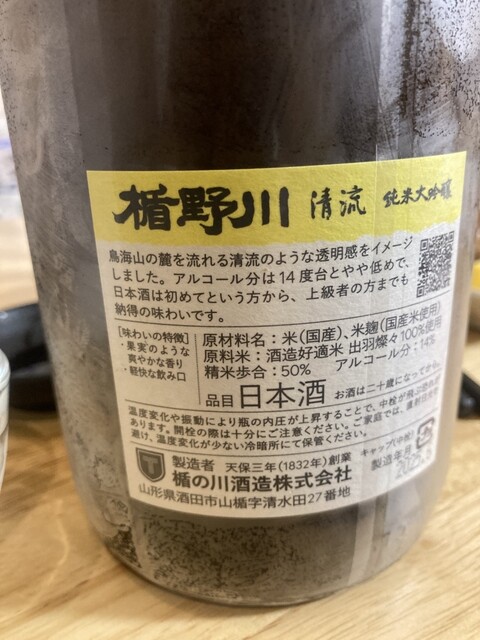 楯野川 清流 純米大吟醸
鳥海山の麓を流れる清流のような透明感をイメージ
しました。アルコール分は14度台とやや低めで、
日本酒は初めてという方から、上級者の方までも
納得の味わいです。
[味わいの特徴]
・果実のような
爽やかな香り
・軽快な飲み口
原材料名:米(国産)、米麹(国産米使用)
原料米:酒造好適米 出羽燦々100%使用
精米歩合:50% アルコール分:14%
品目 日本酒 お酒は二十歳になってから。
温度変化や振動により瓶の内圧が上昇することで、中栓が飛ぶ恐れが
あります。開栓の際は十分にご注意ください。ご家庭では、
避け、温度変化が少ない冷暗所にて保管ください。
キャップ(中栓)
製造年月
2025.
製造者 天保三年(1832年)創業
楯の川酒造株式会社
山形県酒田市山楯字清水田27番地